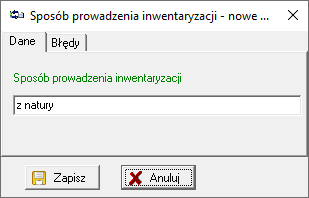 Sposób prowadzenia inwentaryzacji - nowe ...
Dane Błędy
Sposób prowadzenia inwentaryzacji
z natury
Zapisz Anuluj